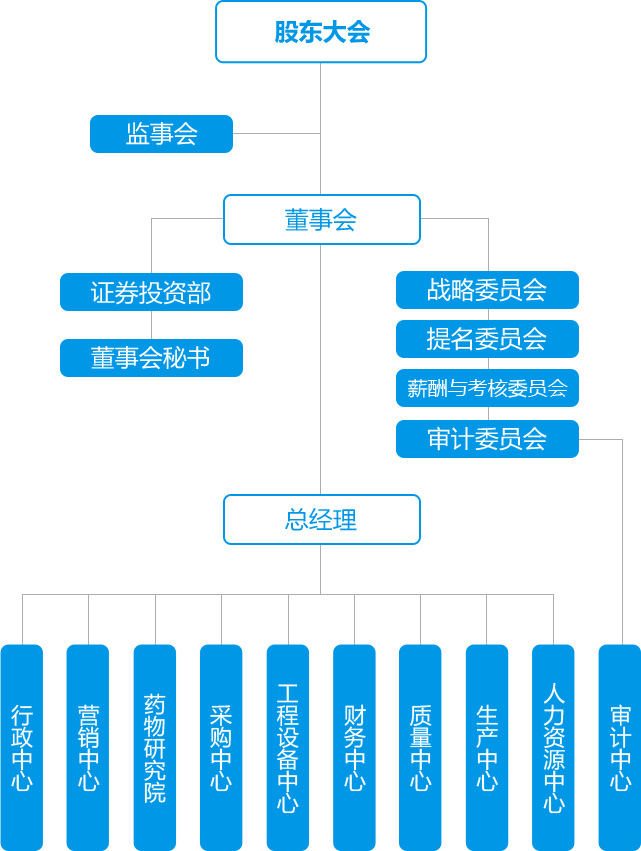 股东大会
监事会
董事会
证券投资部
董事会秘书
战略委员会
提名委员会
薪酬与考核委员会
审计委员会
总经理
行政中心
营销中心
药物研究院
采购中心
工程设备中心
财务中心
质量中心
生产中心
人力资源中心
审计中心